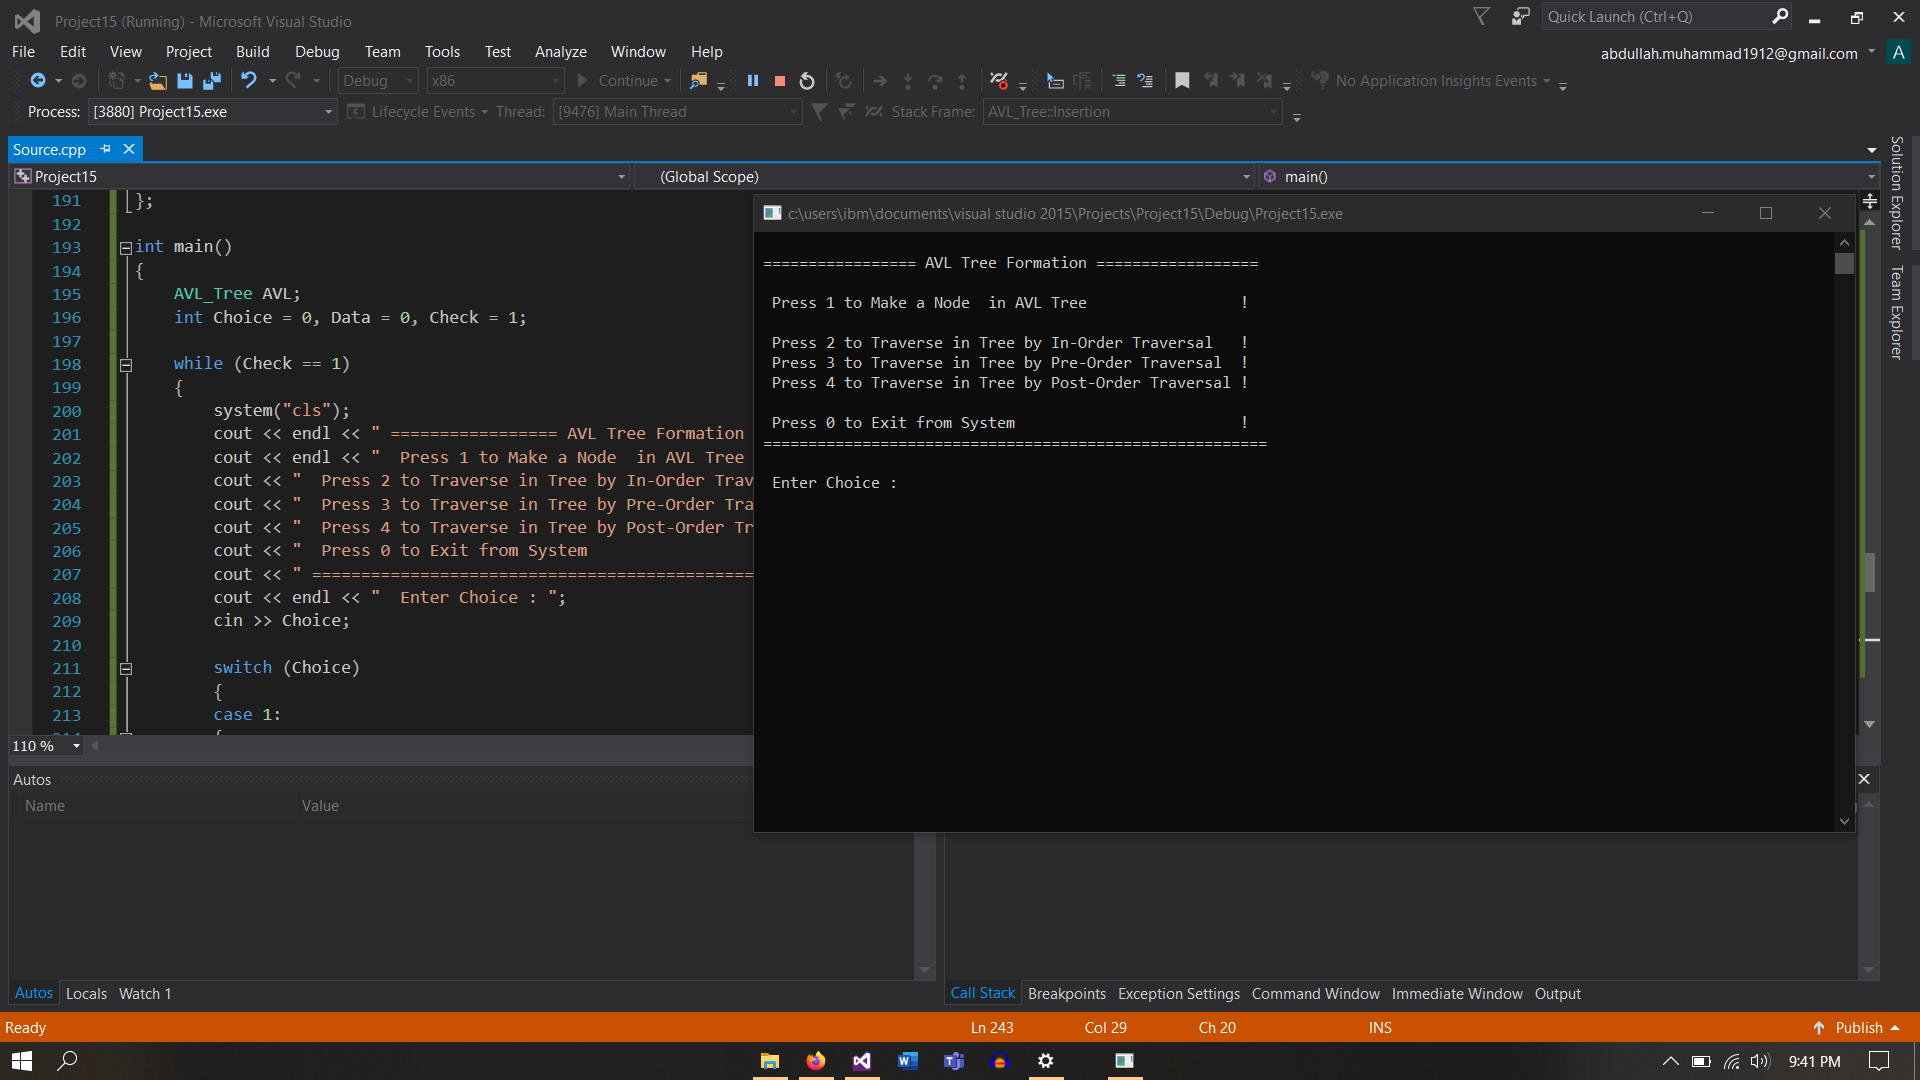 Project15 (Running) - Microsoft Visual Studio
Quick Launch (Ctrl+Q)
File Edit View Project Build Debug Team Tools Test Analyze Window Help
abdullah.muhammad1912@gmail.com A
Debug x86 Continue No Application Insights Events
Process: [3880] Project15.exe Lifecycle Events Thread: [9476] Main Thread Stack Frame: AVL_Tree::Insertion
Source.cpp
Project15 (Global Scope) main()
Solution Explorer
Team Explorer
191 };
192
193 int main()
194 {
195 AVL_Tree AVL;
196 int Choice = 0, Data = 0, Check = 1;
197
198 while (Check == 1)
199 {
200 system("cls");
201 cout << endl << " ================= AVL Tree Formation
202 cout << endl << "  Press 1 to Make a Node  in AVL Tree
203 cout << "  Press 2 to Traverse in Tree by In-Order Trav
204 cout << "  Press 3 to Traverse in Tree by Pre-Order Tra
205 cout << "  Press 4 to Traverse in Tree by Post-Order Tr
206 cout << "  Press 0 to Exit from System
207 cout << " =============================================
208 cout << endl << "  Enter Choice : ";
209 cin >> Choice;
210
211 switch (Choice)
212 {
213 case 1:
c:\users\ibm\documents\visual studio 2015\Projects\Project15\Debug\Project15.exe
================= AVL Tree Formation ==================
Press 1 to Make a Node  in AVL Tree !
Press 2 to Traverse in Tree by In-Order Traversal !
Press 3 to Traverse in Tree by Pre-Order Traversal !
Press 4 to Traverse in Tree by Post-Order Traversal !
Press 0 to Exit from System !
========================================================
Enter Choice :
110 %
Autos
Name Value
Autos Locals Watch 1
Call Stack Breakpoints Exception Settings Command Window Immediate Window Output
Ready Ln 243 Col 29 Ch 20 INS Publish
9:41 PM